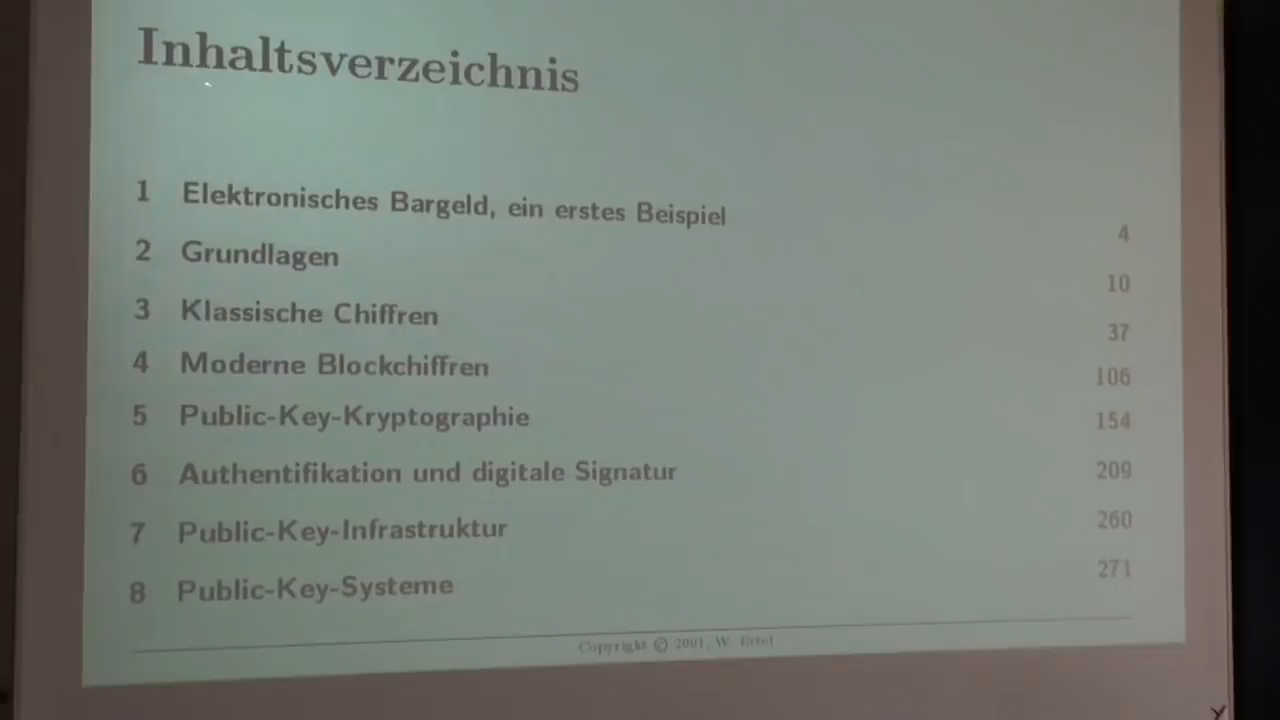 Inhaltsverzeichnis
1 Elektronisches Bargeld, ein erstes Beispiel 4
2 Grundlagen 10
3 Klassische Chiffren 37
4 Moderne Blockchiffren 106
5 Public-Key-Kryptographie 154
6 Authentifikation und digitale Signatur 209
7 Public-Key-Infrastruktur 260
8 Public-Key-Systeme 271
Copyright © 2001, W. Ertel